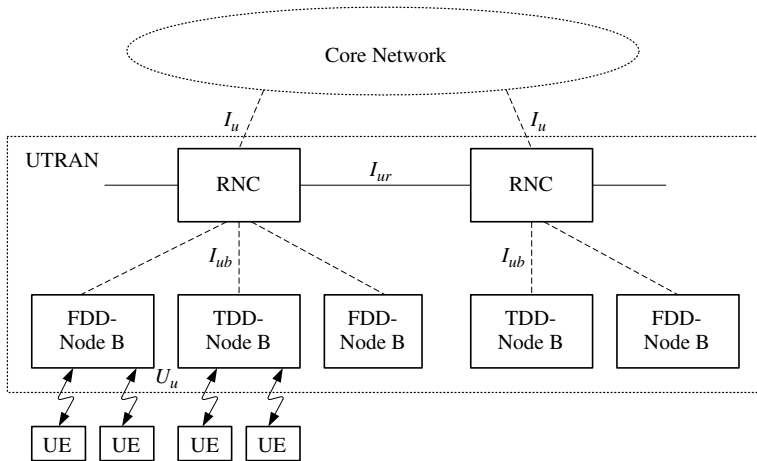 Core Network
I_u
I_u
UTRAN
RNC
I_ur
RNC
I_ub
I_ub
FDD-
Node B
TDD-
Node B
FDD-
Node B
TDD-
Node B
FDD-
Node B
U_u
UE
UE
UE
UE